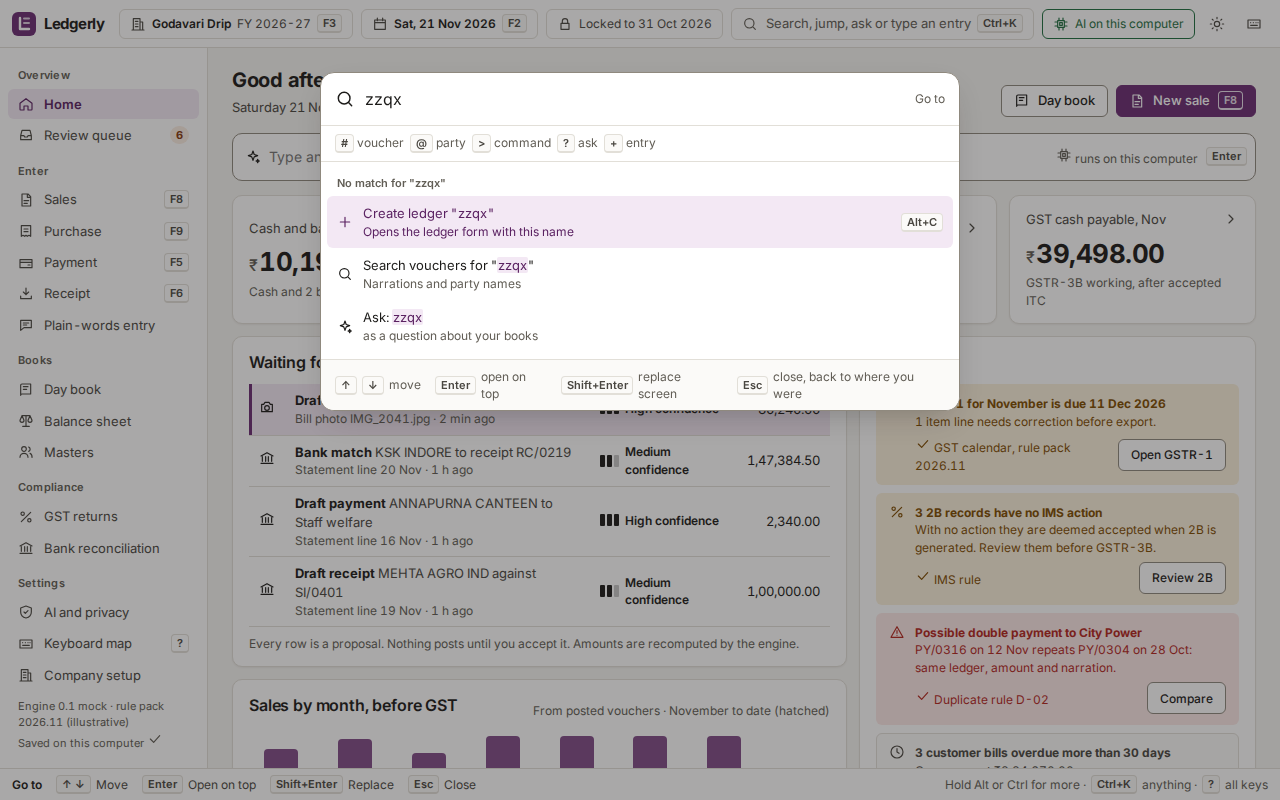 Ledgerly
Godavari Drip FY 2026-27 F3
Sat, 21 Nov 2026 F2
Locked to 31 Oct 2026
Search, jump, ask or type an entry Ctrl+K
AI on this computer
Overview
Home
Review queue 6
Enter
Sales F8
Purchase F9
Payment F5
Receipt F6
Plain-words entry
Books
Day book
Balance sheet
Masters
Compliance
GST returns
Bank reconciliation
Settings
AI and privacy
Keyboard map ?
Company setup
Engine 0.1 mock · rule pack
2026.11 (illustrative)
Saved on this computer
Good afte
Saturday 21 N
Day book
New sale F8
Type an
runs on this computer Enter
Cash and ba
₹10,19
Cash and 2 b
GST cash payable, Nov
₹39,498.00
GSTR-3B working, after accepted
ITC
zzqx
Go to
# voucher @ party > command ? ask + entry
No match for "zzqx"
Create ledger "zzqx"
Opens the ledger form with this name
Alt+C
Search vouchers for "zzqx"
Narrations and party names
Ask: zzqx
as a question about your books
↑ ↓ move
Enter open on
top
Shift+Enter replace
screen
Esc close, back to where you
were
Waiting fo
Draf
Bill photo IMG_2041.jpg · 2 min ago
High confidence
Bank match KSK INDORE to receipt RC/0219
Statement line 20 Nov · 1 h ago
Medium
confidence
1,47,384.50
Draft payment ANNAPURNA CANTEEN to
Staff welfare
Statement line 16 Nov · 1 h ago
High confidence
2,340.00
Draft receipt MEHTA AGRO IND against
SI/0401
Statement line 19 Nov · 1 h ago
Medium
confidence
1,00,000.00
Every row is a proposal. Nothing posts until you accept it. Amounts are recomputed by the engine.
Sales by month, before GST
From posted vouchers · November to date (hatched)
1 for November is due 11 Dec 2026
1 item line needs correction before export.
GST calendar, rule pack
2026.11
Open GSTR-1
3 2B records have no IMS action
With no action they are deemed accepted when 2B is
generated. Review them before GSTR-3B.
IMS rule
Review 2B
Possible double payment to City Power
PY/0316 on 12 Nov repeats PY/0304 on 28 Oct:
same ledger, amount and narration.
Duplicate rule D-02
Compare
3 customer bills overdue more than 30 days
Go to ↑ ↓ Move Enter Open on top Shift+Enter Replace Esc Close
Hold Alt or Ctrl for more · Ctrl+K anything · ? all keys